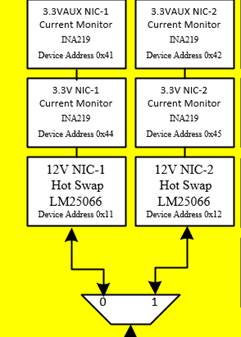 3.3VAUX NIC-1
Current Monitor
INA219
Device Address 0x41
3.3VAUX NIC-2
Current Monitor
INA219
Device Address 0x42
3.3V NIC-1
Current Monitor
INA219
Device Address 0x44
3.3V NIC-2
Current Monitor
INA219
Device Address 0x45
12V NIC-1
Hot Swap
LM25066
Device Address 0x11
12V NIC-2
Hot Swap
LM25066
Device Address 0x12
0
1